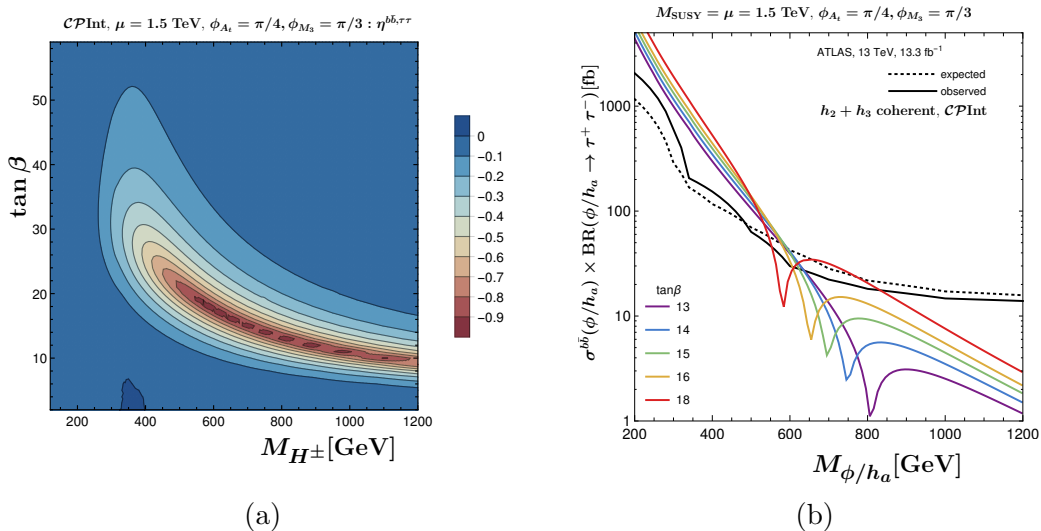 𝒞𝒫Int, μ = 1.5 TeV, ϕ_{A_t} = π/4, ϕ_{M_3} = π/3 : η^{bb̄,ττ}
tan β
50
40
30
20
10
200 400 600 800 1000 1200
M_{H^±}[GeV]
0
−0.1
−0.2
−0.3
−0.4
−0.5
−0.6
−0.7
−0.8
−0.9
(a)
M_{SUSY} = μ = 1.5 TeV, ϕ_{A_t} = π/4, ϕ_{M_3} = π/3
σ^{bb̄}(ϕ/h_a) × BR(ϕ/h_a → τ^+ τ^−)[fb]
ATLAS, 13 TeV, 13.3 fb^{-1}
expected
observed
h_2 + h_3 coherent, 𝒞𝒫Int
1000
100
10
1
tanβ
13
14
15
16
18
200 400 600 800 1000 1200
M_{ϕ/h_a}[GeV]
(b)